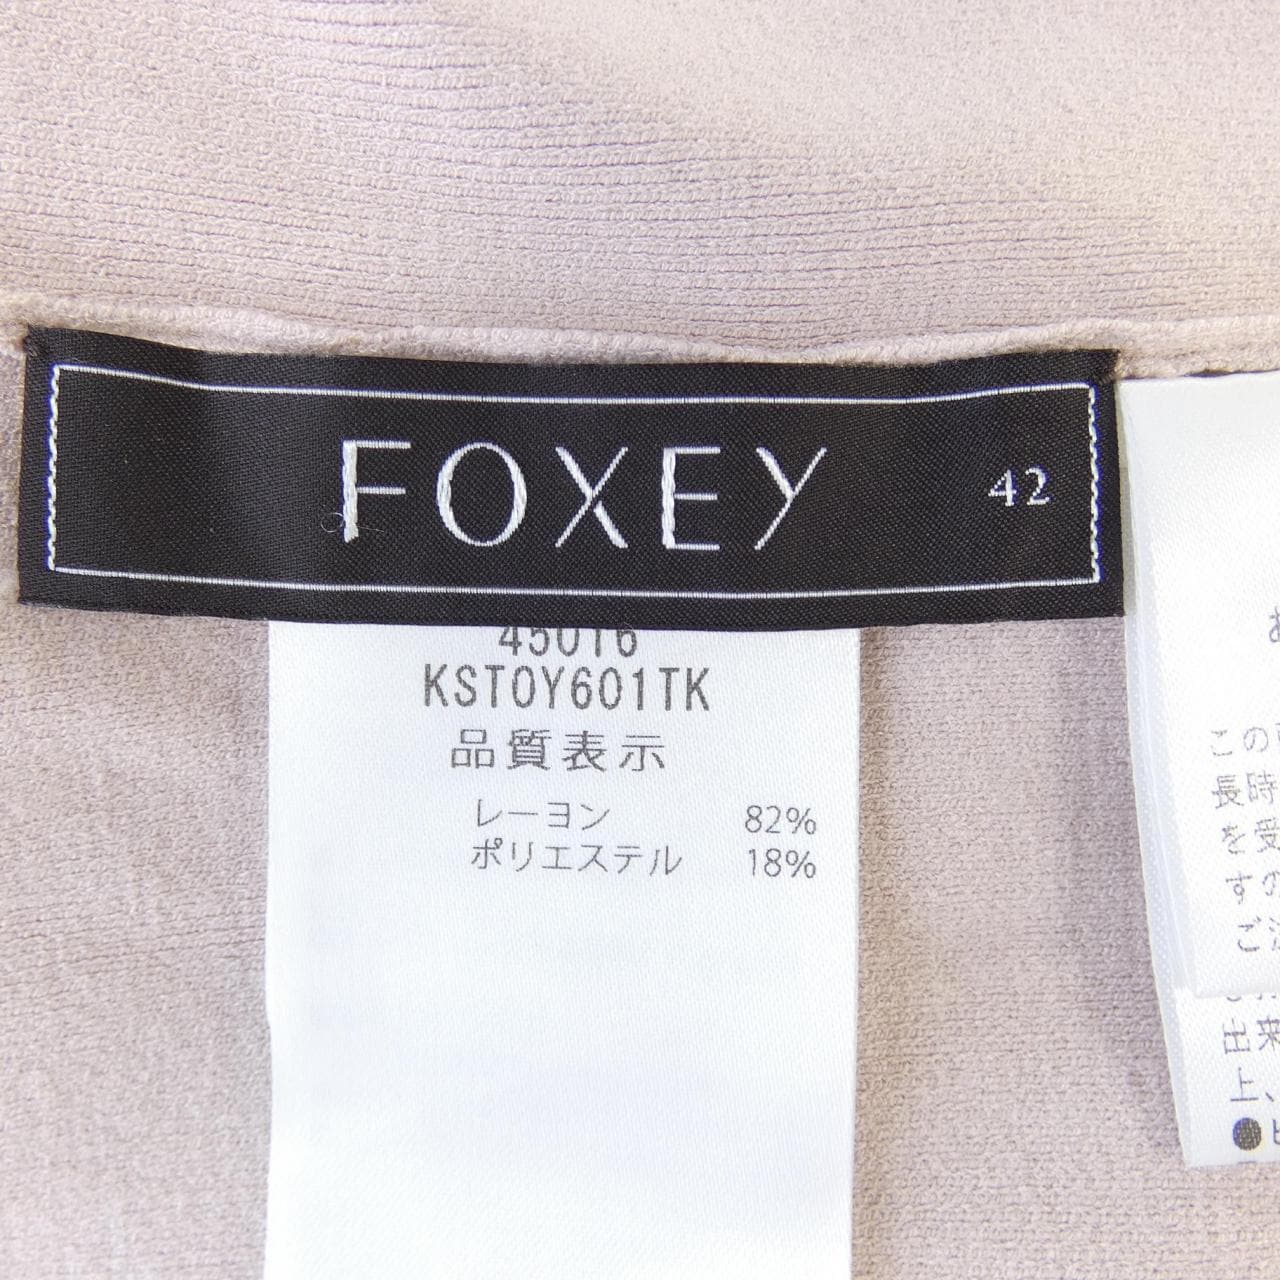 FOXEY 42
45016
KST0Y601TK
品質表示
レーヨン 82%
ポリエステル 18%
この
長時
を受
すの
ご
出来
上、
●ヒ